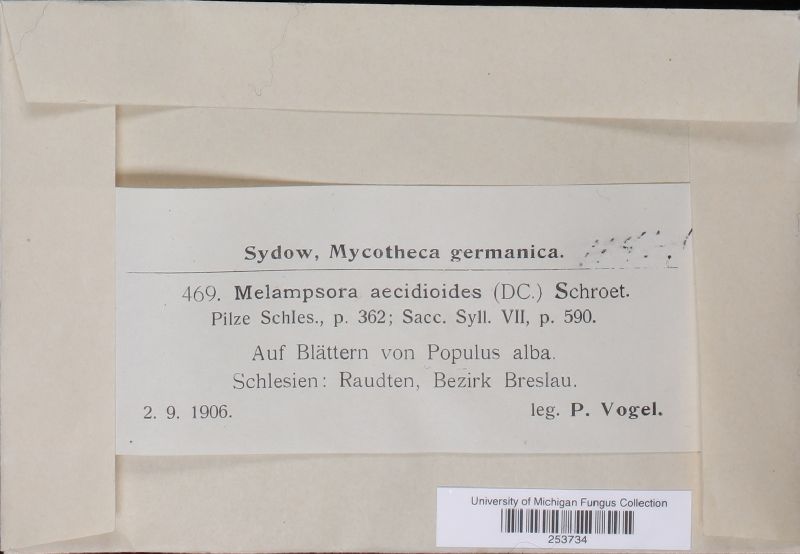 Sydow, Mycotheca germanica.
469. Melampsora aecidioides (DC.) Schroet.
Pilze Schles., p. 362; Sacc. Syll. VII, p. 590.
Auf Blättern von Populus alba.
Schlesien: Raudten, Bezirk Breslau.
2. 9. 1906. leg. P. Vogel.
University of Michigan Fungus Collection
253734